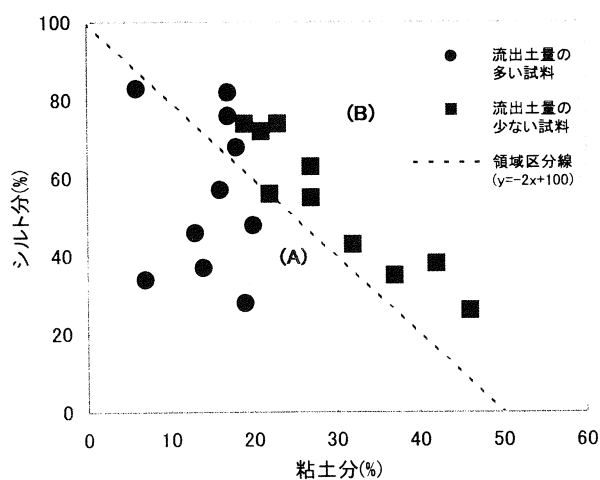 100
80
60
40
20
0
シルト分(%)
0 10 20 30 40 50 60
粘土分(%)
流出土量の
多い試料
流出土量の
少ない試料
領域区分線
(y=-2x+100)
(B)
(A)